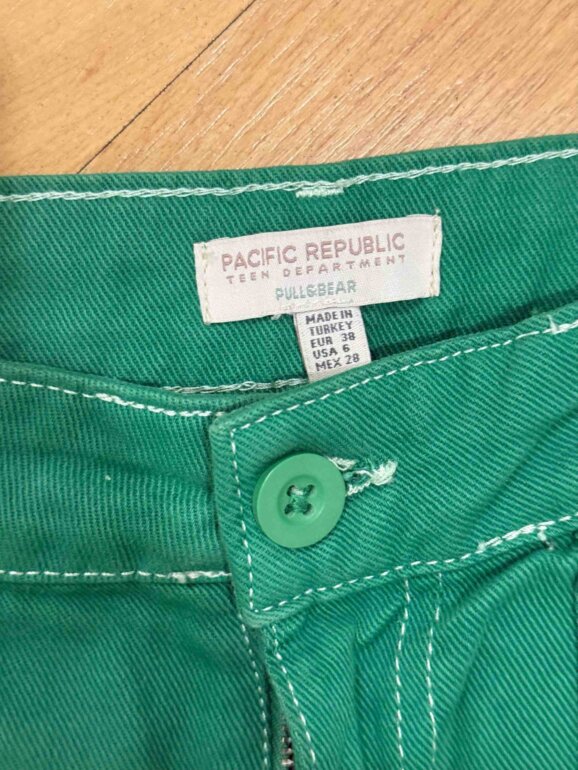 PACIFIC REPUBLIC
TEEN DEPARTMENT
PULL&BEAR
MADE IN
TURKEY
EUR 38
USA 6
MEX 28